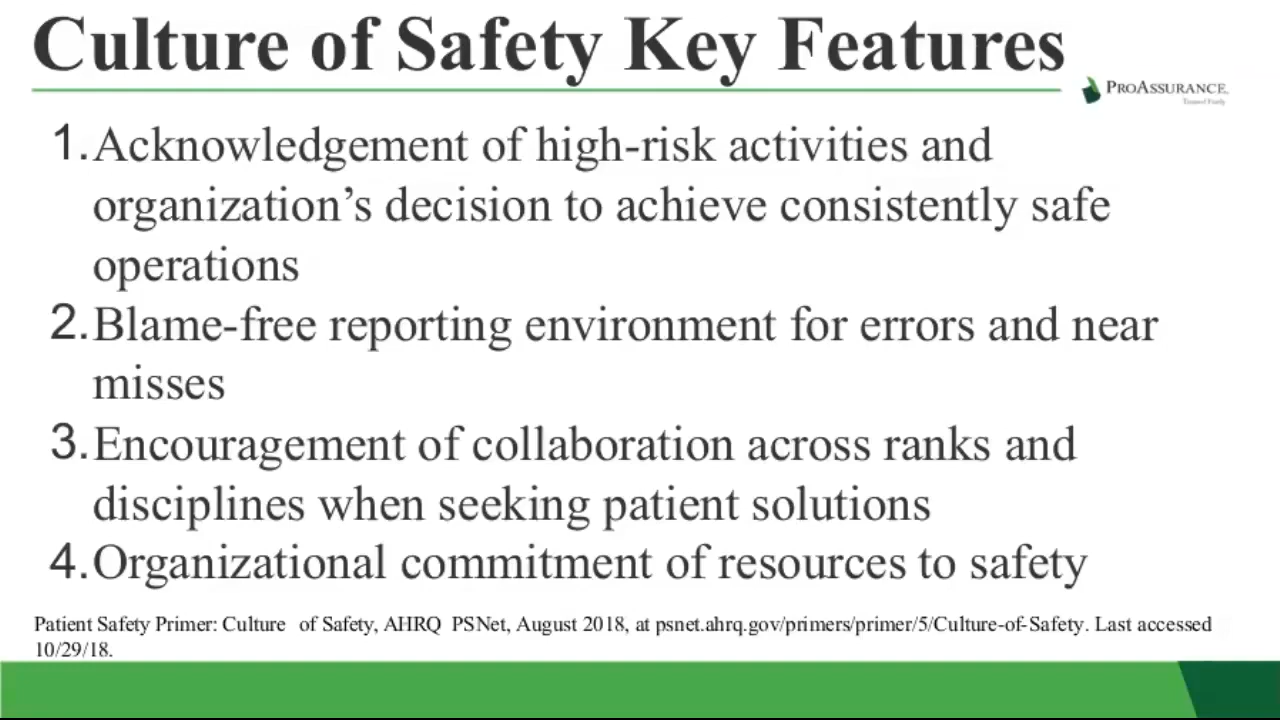 Culture of Safety Key Features
PROASSURANCE.
Treated Fairly
1.Acknowledgement of high-risk activities and
organization’s decision to achieve consistently safe
operations
2.Blame-free reporting environment for errors and near
misses
3.Encouragement of collaboration across ranks and
disciplines when seeking patient solutions
4.Organizational commitment of resources to safety
Patient Safety Primer: Culture of Safety, AHRQ PSNet, August 2018, at psnet.ahrq.gov/primers/primer/5/Culture-of-Safety. Last accessed
10/29/18.